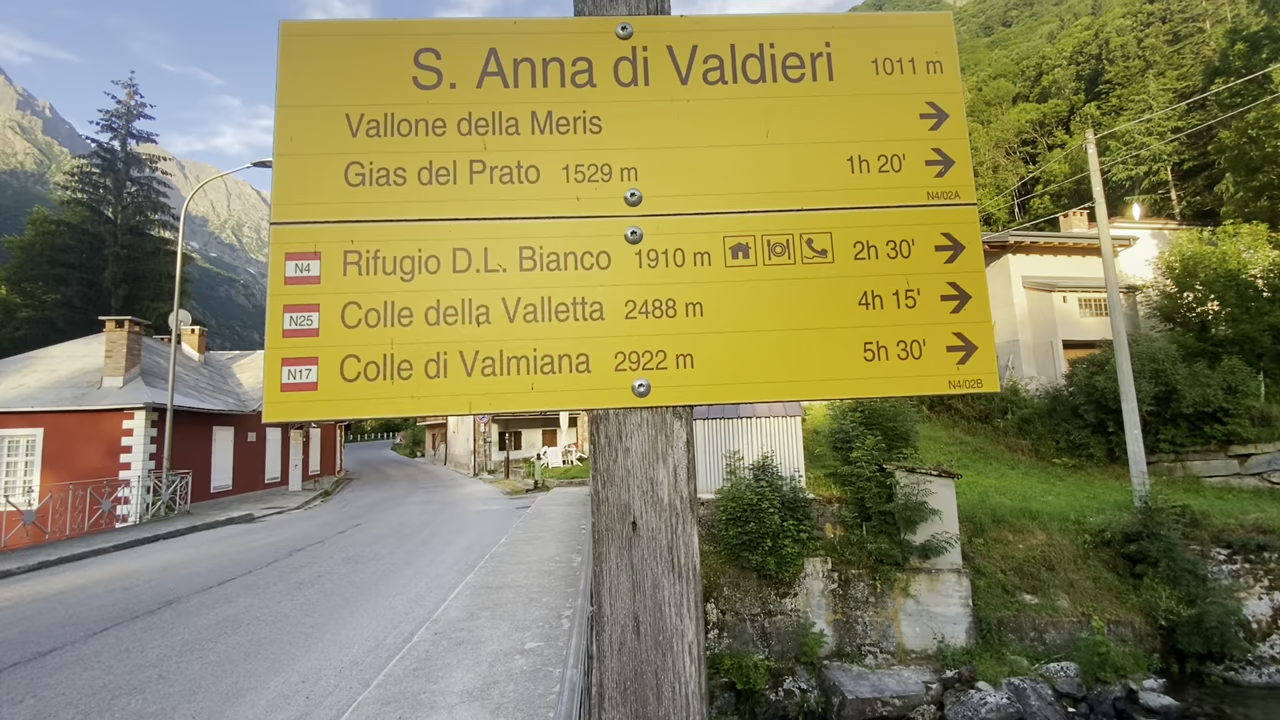 S. Anna di Valdieri 1011 m
Vallone della Meris
Gias del Prato 1529 m 1h 20'
N4/02A
N4 Rifugio D.L. Bianco 1910 m 2h 30'
N25 Colle della Valletta 2488 m 4h 15'
N17 Colle di Valmiana 2922 m 5h 30'
N4/02B